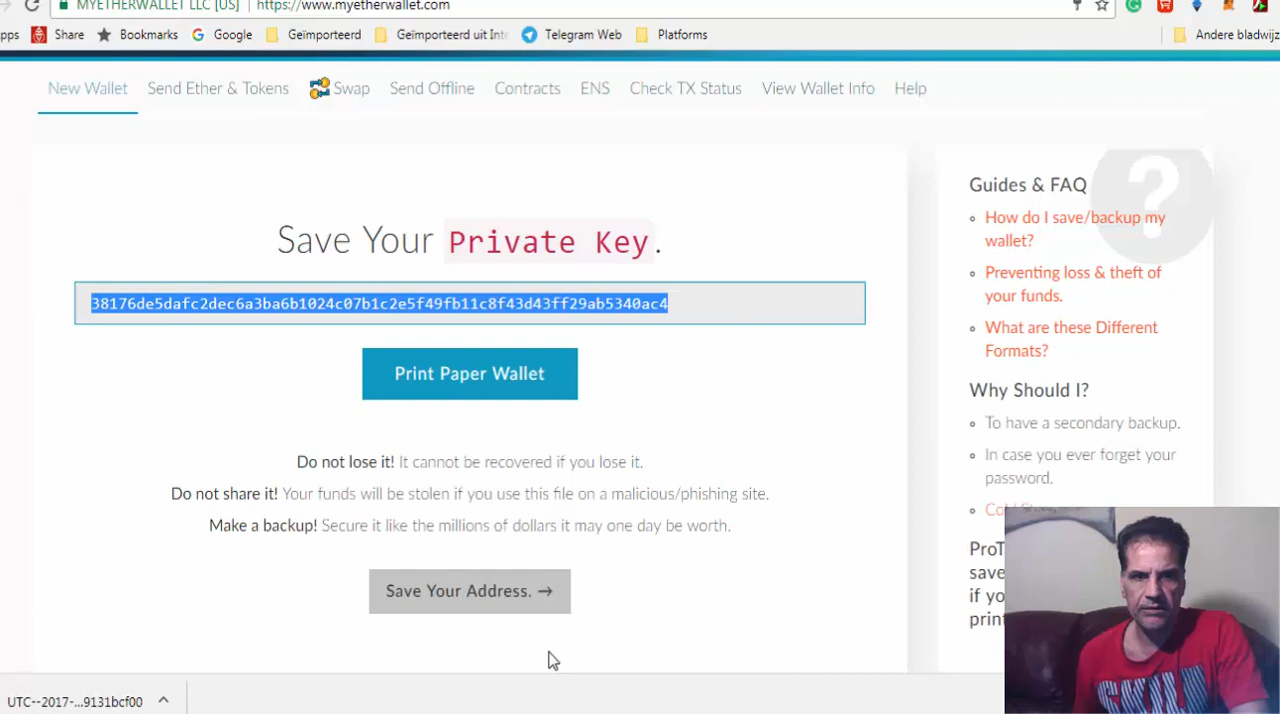 MYETHERWALLET LLC [US] https://www.myetherwallet.com
Share Bookmarks Google Geïmporteerd Geïmporteerd uit Telegram Web Platforms Andere
New Wallet Send Ether & Tokens Swap Send Offline Contracts ENS Check TX Status View Wallet Info Help
Save Your Private Key.
38176de5dafc2dec6a3ba6b1024c07b1c2e5f49fb11c8f43d43ff29ab5340ac4
Print Paper Wallet
Do not lose it! It cannot be recovered if you lose it.
Do not share it! Your funds will be stolen if you use this file on a malicious/phishing site.
Make a backup! Secure it like the millions of dollars it may one day be worth.
Save Your Address. →
Guides & FAQ
How do I save/backup my
wallet?
Preventing loss & theft of
your funds.
What are these Different
Formats?
Why Should I?
To have a secondary backup.
In case you ever forget your
password.
save
if
UTC--2017-...9131bcf00